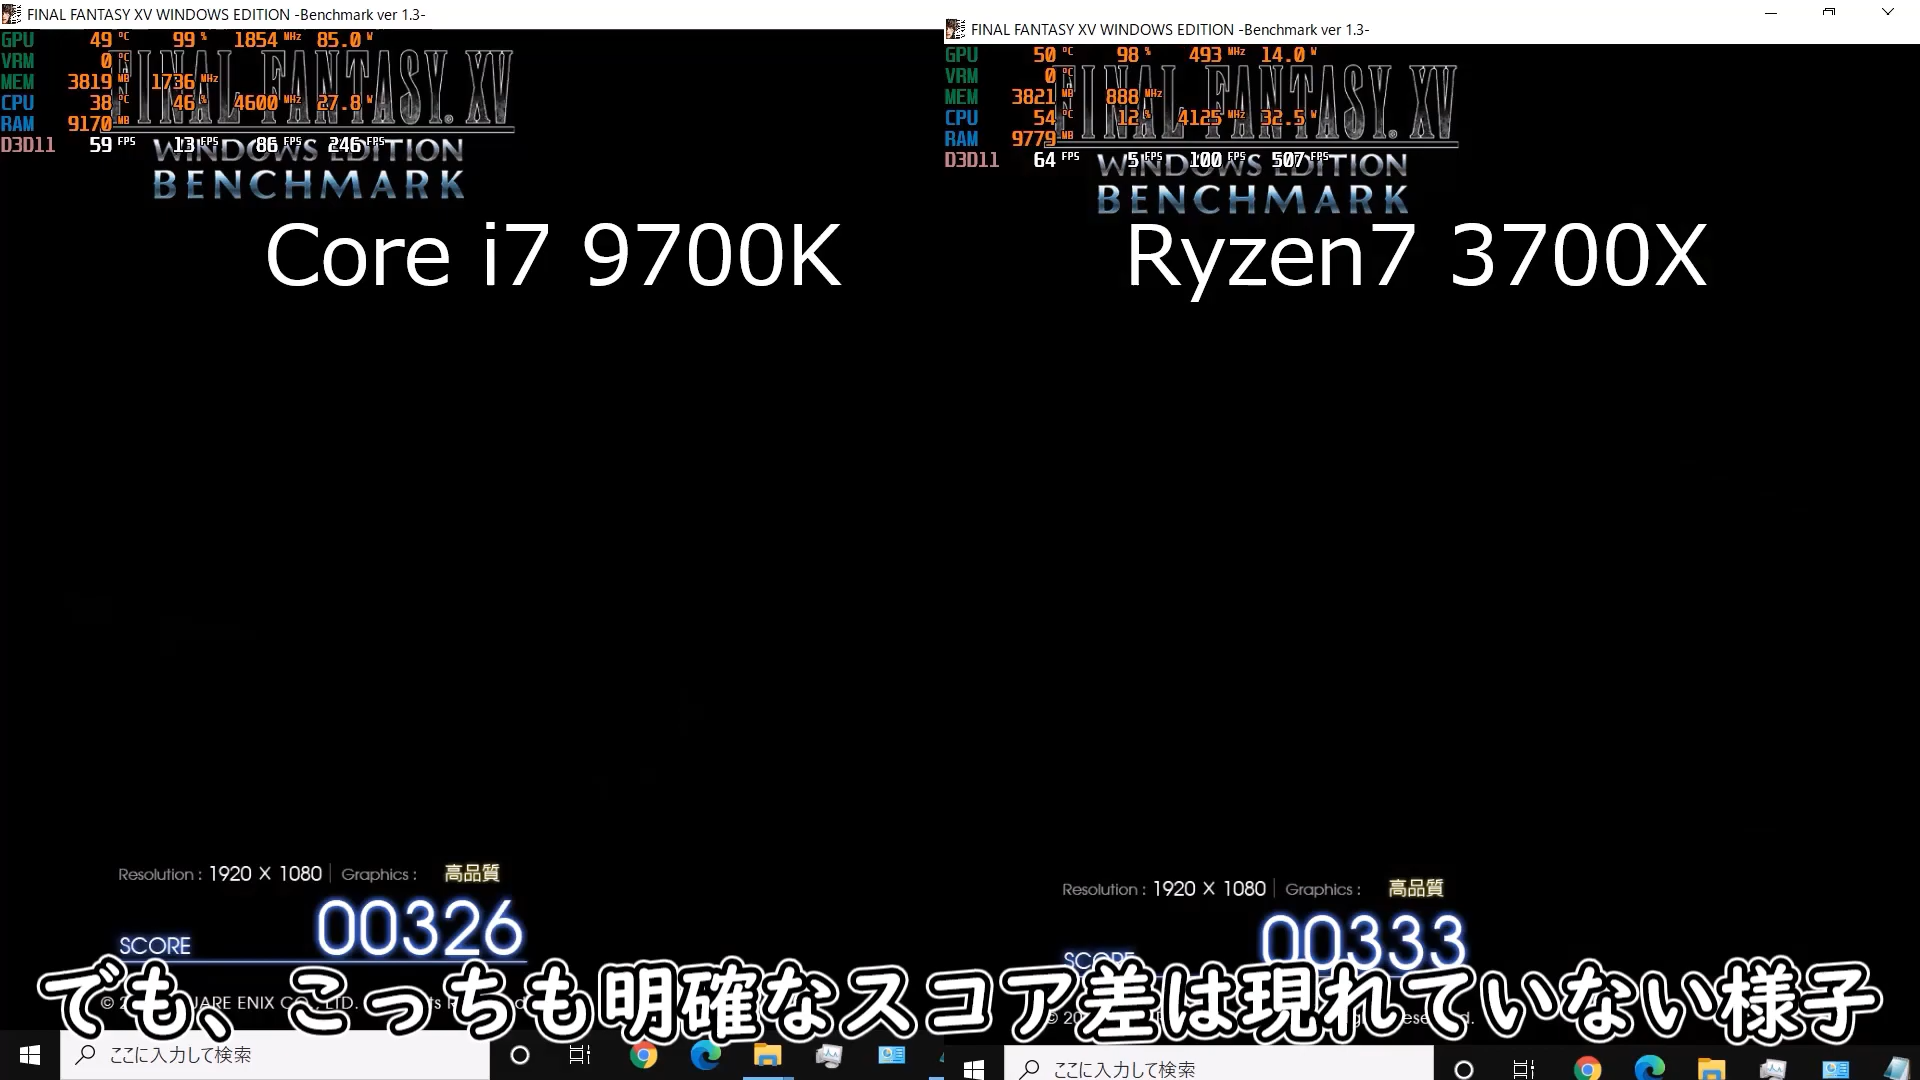 FINAL FANTASY XV WINDOWS EDITION -Benchmark ver 1.3-
GPU 49 °C 99 % 1854 MHz 85.0 W
VRM 0 °C
MEM 3819 MB 1736 MHz
CPU 38 °C 46 % 4600 MHz 27.8 W
RAM 9170 MB
D3D11 59 FPS 13 FPS 86 FPS 246 FPS
FINAL FANTASY XV
WINDOWS EDITION
BENCHMARK
Core i7 9700K
Resolution : 1920 X 1080 Graphics : 高品質
SCORE 00326
FINAL FANTASY XV WINDOWS EDITION -Benchmark ver 1.3-
GPU 50 °C 98 % 493 MHz 14.0 W
VRM 0 °C
MEM 3821 MB 888 MHz
CPU 54 °C 12 % 4125 MHz 32.5 W
RAM 9779 MB
D3D11 64 FPS 5 FPS 100 FPS 507 FPS
FINAL FANTASY XV
WINDOWS EDITION
BENCHMARK
Ryzen7 3700X
Resolution : 1920 X 1080 Graphics : 高品質
SCORE 00333
でも、こっちも明確なスコア差は現れていない様子
ここに入力して検索
ここに入力して検索